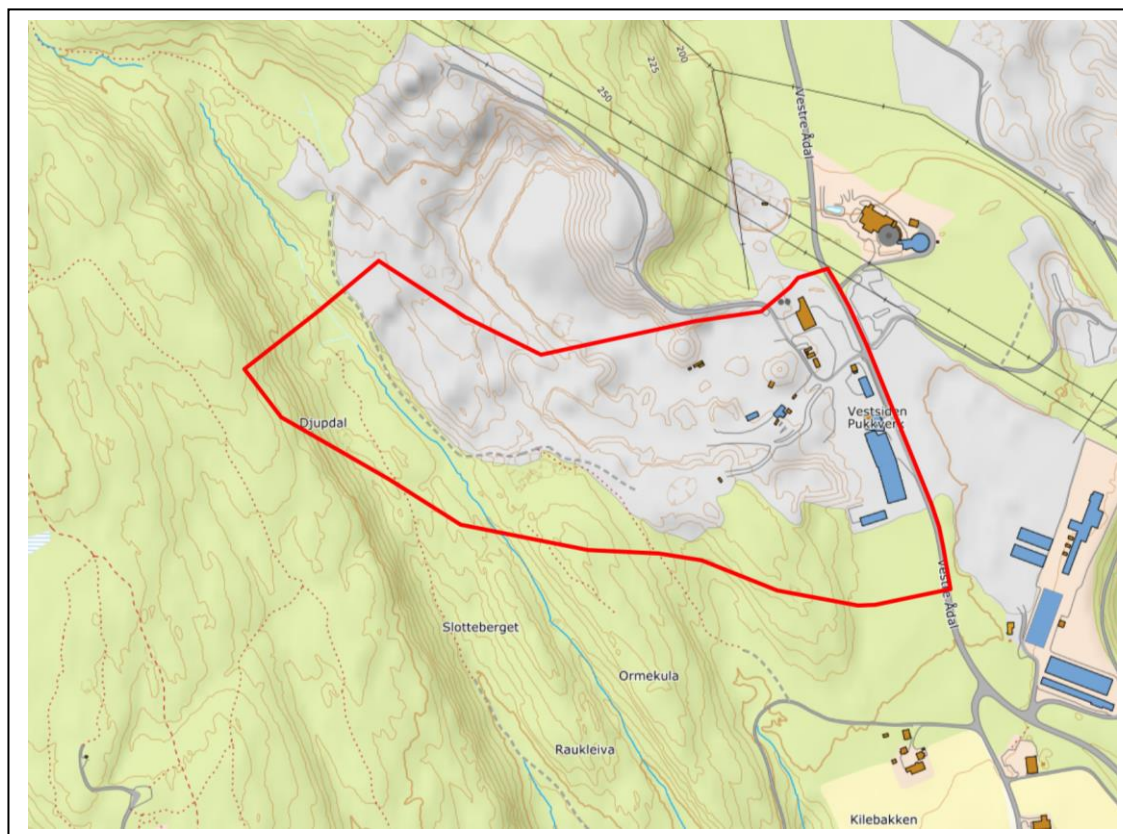 200
225
250
Vestre Ådal
Djupdal
Vestsiden
Pukkverk
Vestre Ådal
Slotteberget
Ormekula
Raukleiva
Kilebakken